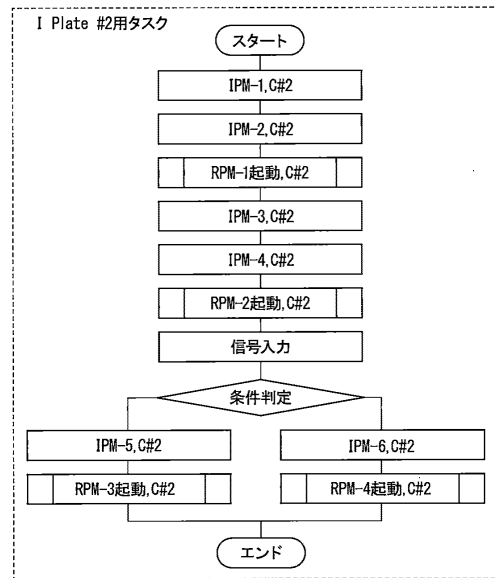 I Plate #2用タスク
スタート
IPM-1,C#2
IPM-2,C#2
RPM-1起動,C#2
IPM-3,C#2
IPM-4,C#2
RPM-2起動,C#2
信号入力
条件判定
IPM-5,C#2
IPM-6,C#2
RPM-3起動,C#2
RPM-4起動,C#2
エンド